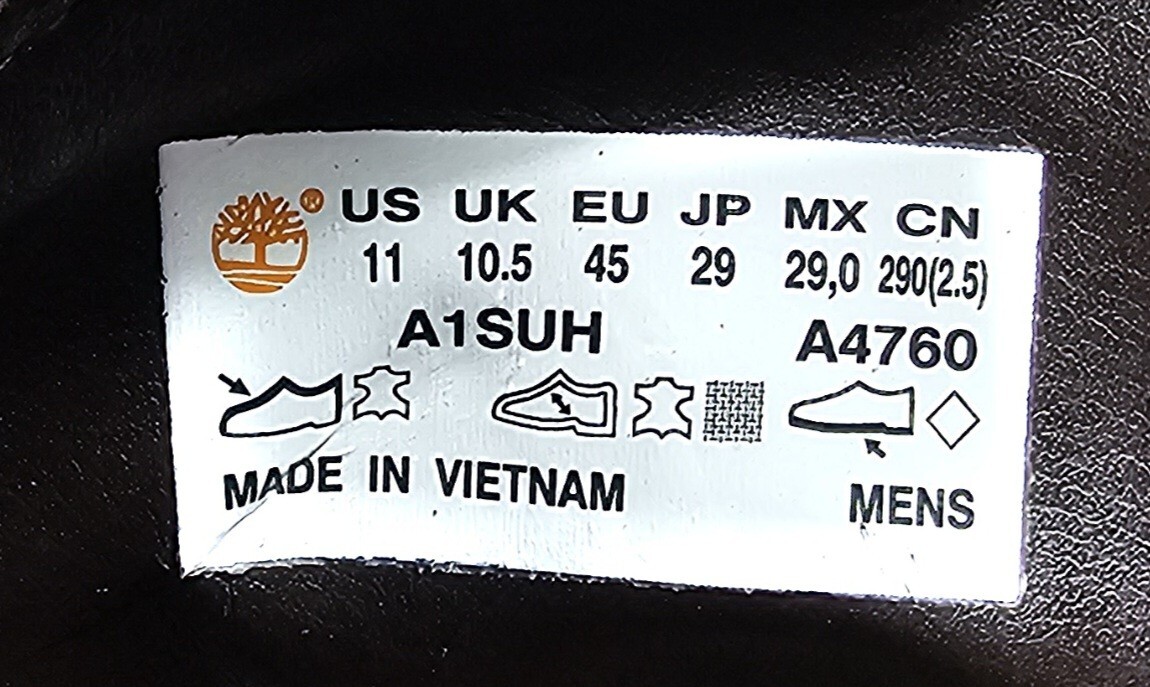 ® US UK EU JP MX CN
11 10.5 45 29 29,0 290(2.5)
A1SUH A4760
MADE IN VIETNAM MENS